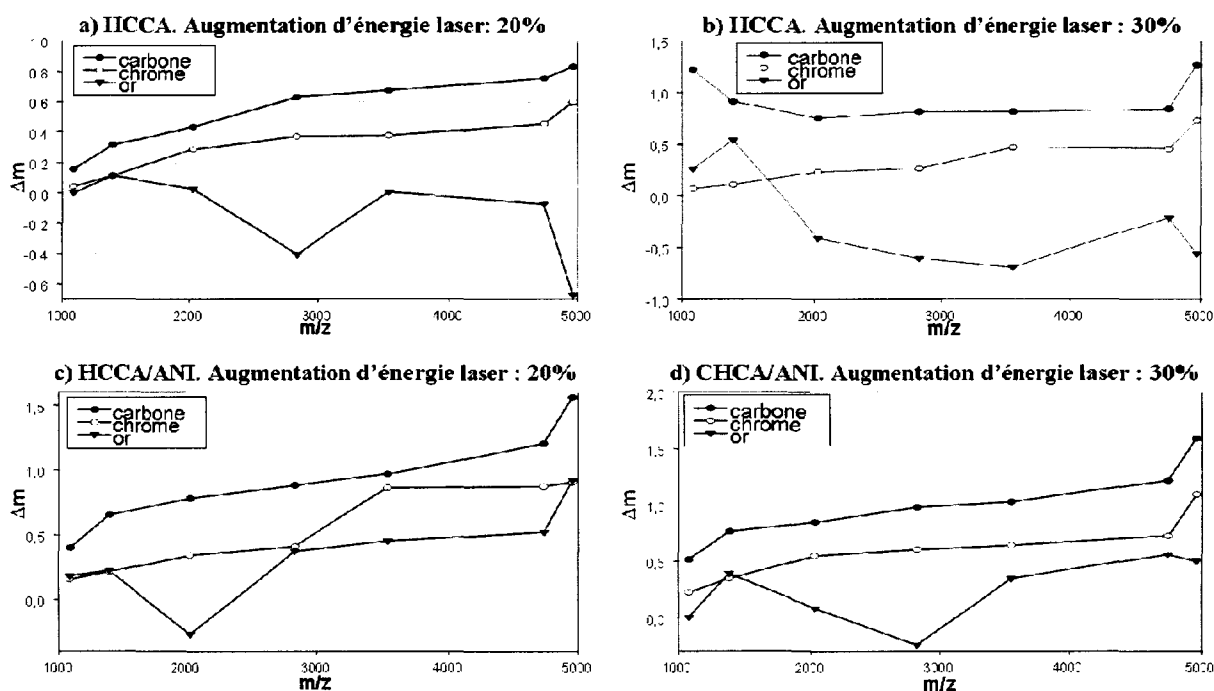 a) HCCA. Augmentation d'énergie laser: 20%
1,0
0,8
0,6
0,4
0,2
0,0
-0,2
-0,4
-0,6
Δm
carbone
chrome
or
1000
2000
3000
4000
5000
m/z
b) HCCA. Augmentation d'énergie laser : 30%
1,5
1,0
0,5
0,0
-0,5
-1,0
Δm
carbone
chrome
or
1000
2000
3000
4000
5000
m/z
c) HCCA/ANI. Augmentation d'énergie laser : 20%
1,5
1,0
0,5
0,0
Δm
carbone
chrome
or
1000
2000
3000
4000
5000
m/z
d) CHCA/ANI. Augmentation d'énergie laser : 30%
2,0
1,5
1,0
0,5
0,0
Δm
carbone
chrome
or
1000
2000
3000
4000
5000
m/z